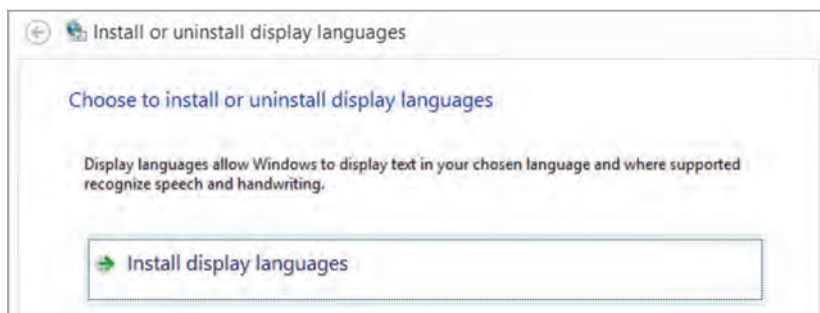 Install or uninstall display languages
Choose to install or uninstall display languages
Display languages allow Windows to display text in your chosen language and where supported
recognize speech and handwriting.
Install display languages